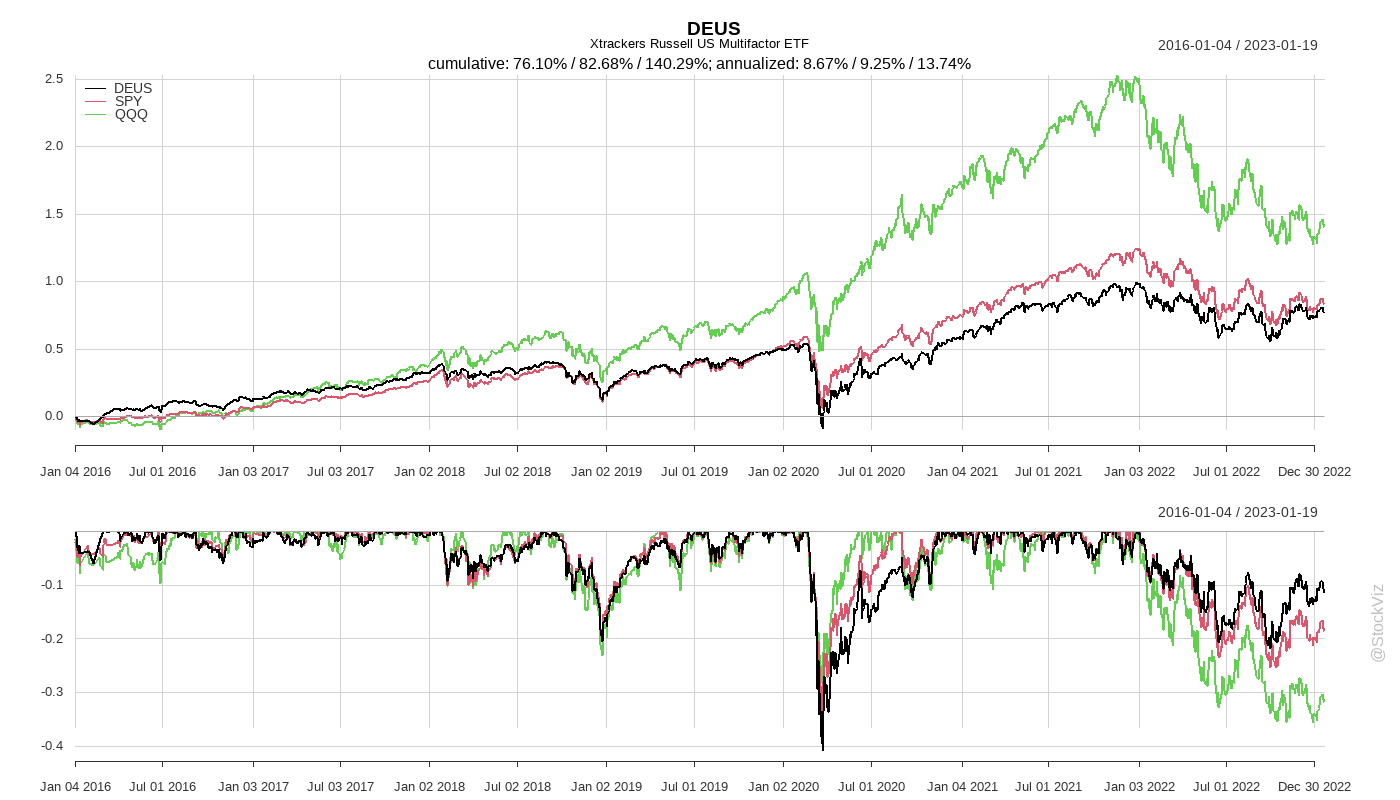 DEUS
Xtrackers Russell US Multifactor ETF
2016-01-04 / 2023-01-19
cumulative: 76.10% / 82.68% / 140.29%; annualized: 8.67% / 9.25% / 13.74%
2.5
DEUS
SPY
QQQ
2.0
1.5
1.0
0.5
0.0
Jan 04 2016 Jul 01 2016 Jan 03 2017 Jul 03 2017 Jan 02 2018 Jul 02 2018 Jan 02 2019 Jul 01 2019 Jan 02 2020 Jul 01 2020 Jan 04 2021 Jul 01 2021 Jan 03 2022 Jul 01 2022 Dec 30 2022
2016-01-04 / 2023-01-19
-0.1
-0.2
-0.3
-0.4
Jan 04 2016 Jul 01 2016 Jan 03 2017 Jul 03 2017 Jan 02 2018 Jul 02 2018 Jan 02 2019 Jul 01 2019 Jan 02 2020 Jul 01 2020 Jan 04 2021 Jul 01 2021 Jan 03 2022 Jul 01 2022 Dec 30 2022
@StockViz